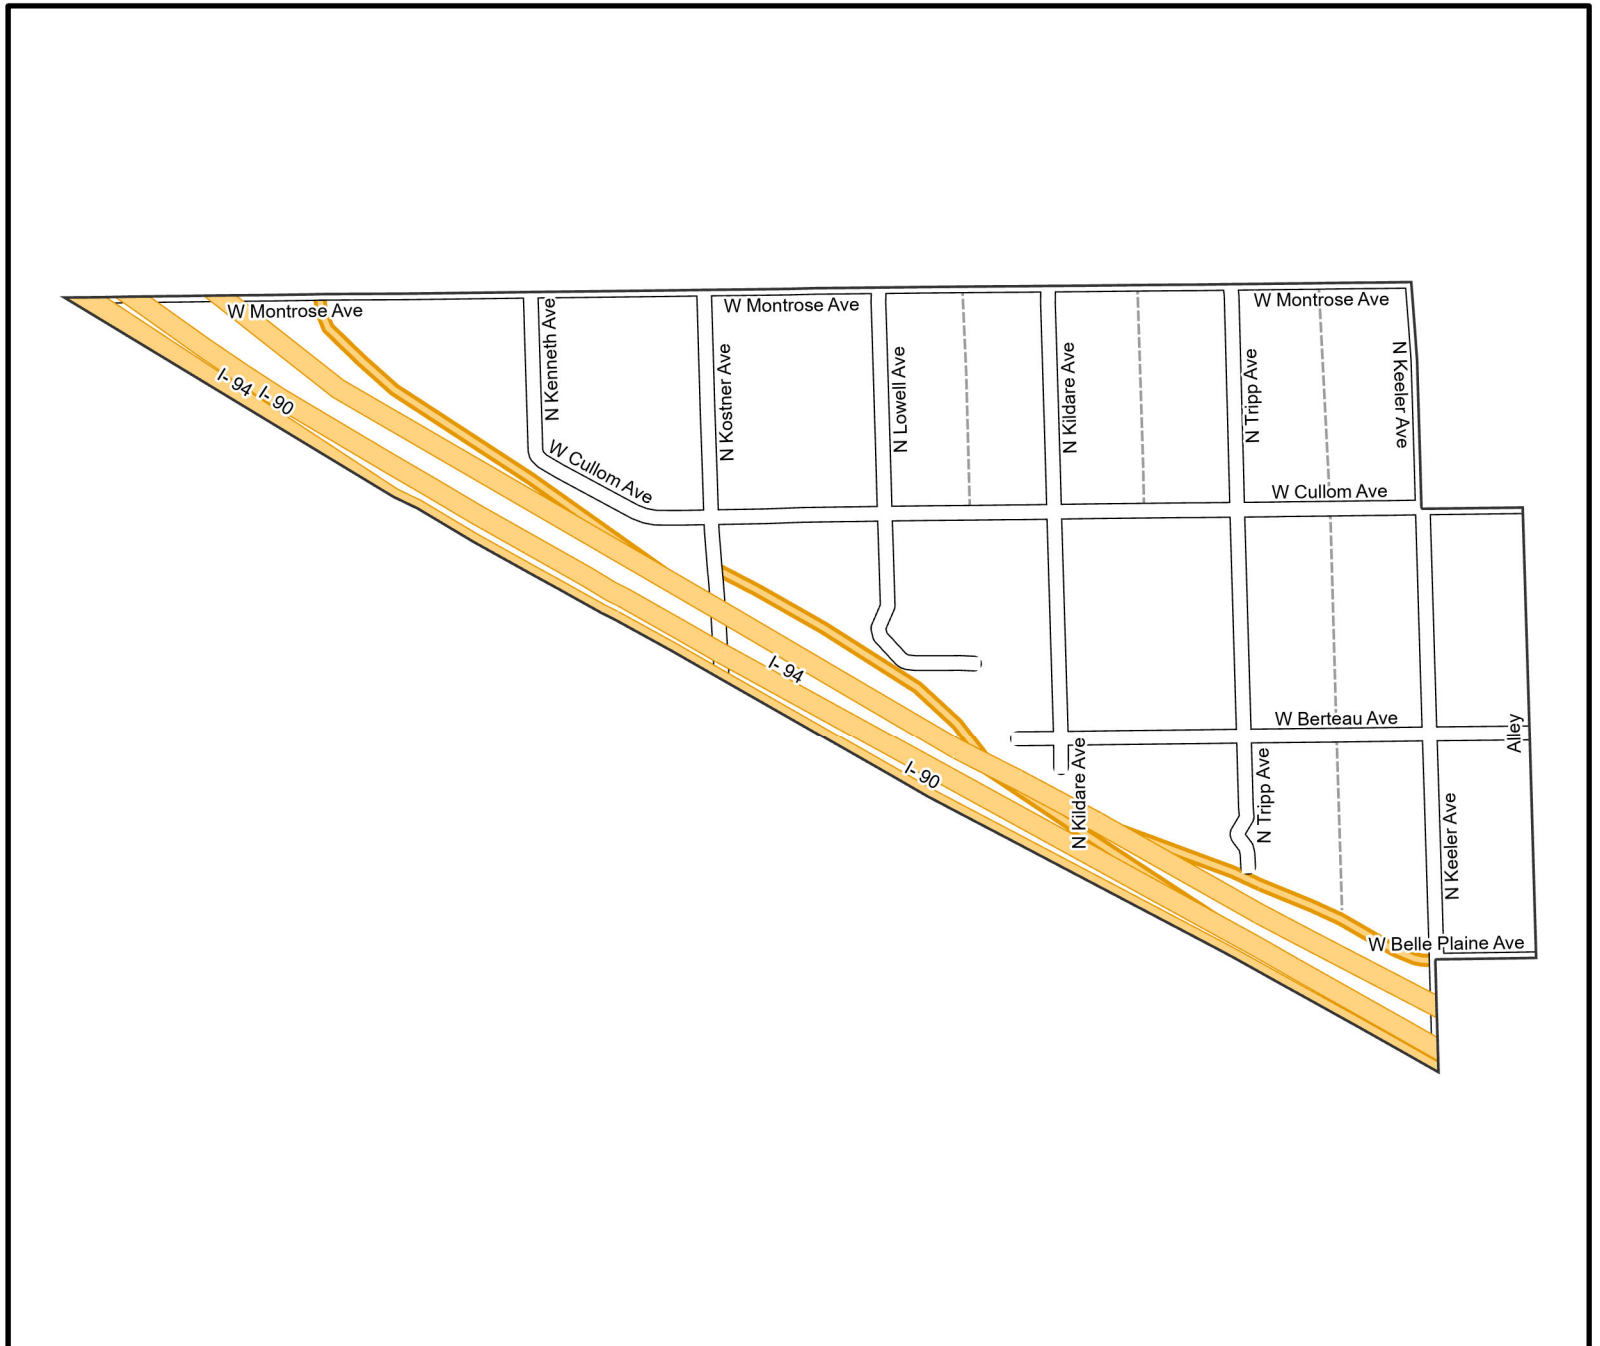 W Montrose Ave
W Montrose Ave
W Montrose Ave
N Kenneth Ave
N Kostner Ave
N Lowell Ave
N Kildare Ave
N Tripp Ave
N Keeler Ave
I- 94
I- 90
W Cullom Ave
W Cullom Ave
I- 94
W Berteau Ave
Alley
I- 90
N Kildare Ave
N Tripp Ave
N Keeler Ave
W Belle Plaine Ave